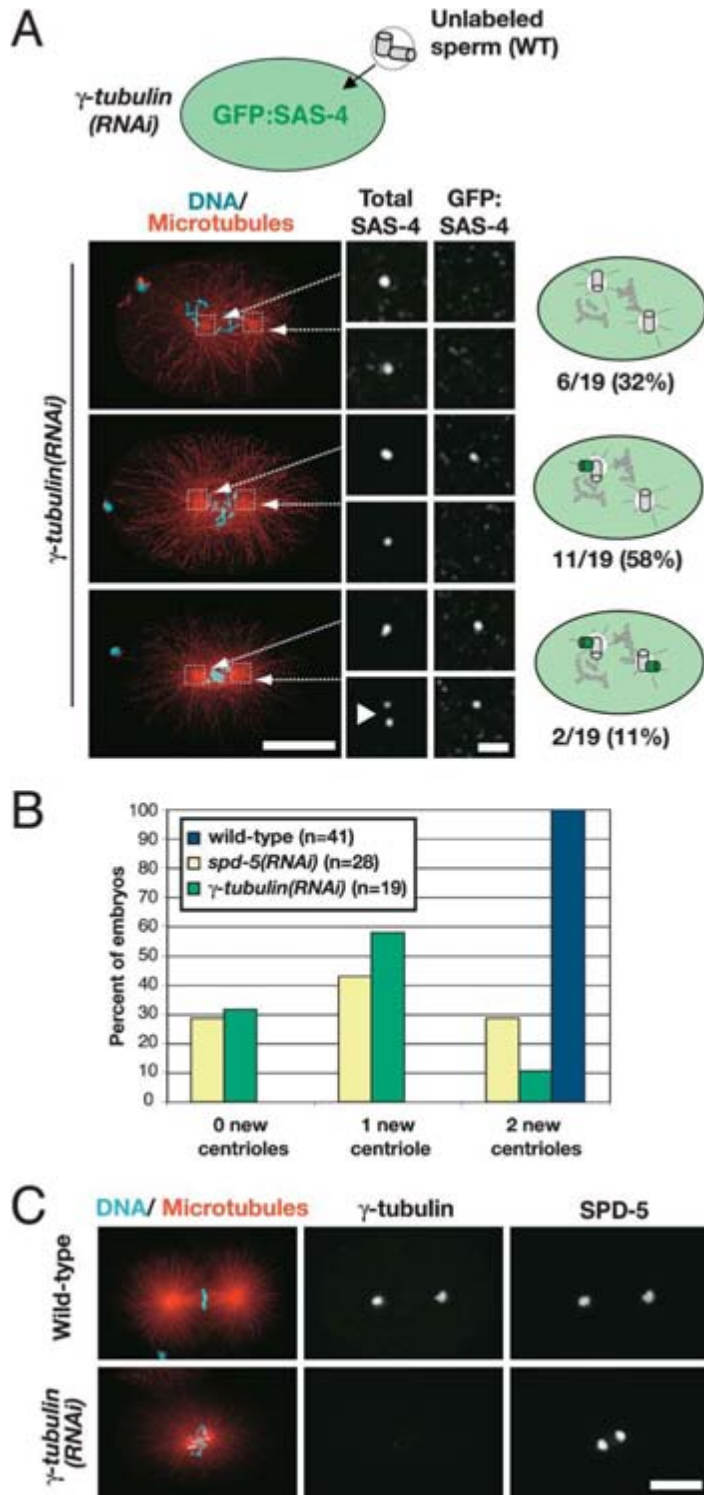 A
Unlabeled
sperm (WT)
γ-tubulin
(RNAi)
GFP:SAS-4
DNA/
Microtubules
Total
SAS-4
GFP:
SAS-4
γ-tubulin(RNAi)
6/19 (32%)
11/19 (58%)
2/19 (11%)
B
100
90
80
70
60
50
40
30
20
10
0
Percent of embryos
wild-type (n=41)
spd-5(RNAi) (n=28)
γ-tubulin(RNAi) (n=19)
0 new
centrioles
1 new
centriole
2 new
centrioles
C
DNA/ Microtubules
γ-tubulin
SPD-5
Wild-type
γ-tubulin
(RNAi)